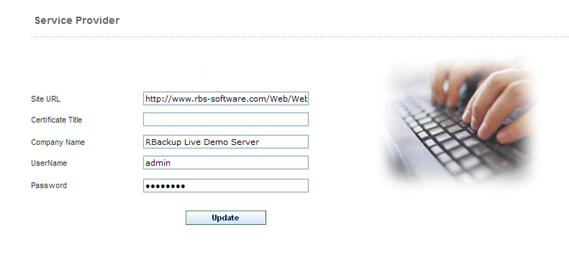 Service Provider
Site URL http://www.rbs-software.com/Web/Web
Certificate Title
Company Name RBackup Live Demo Server
UserName admin
Password ••••••••
Update